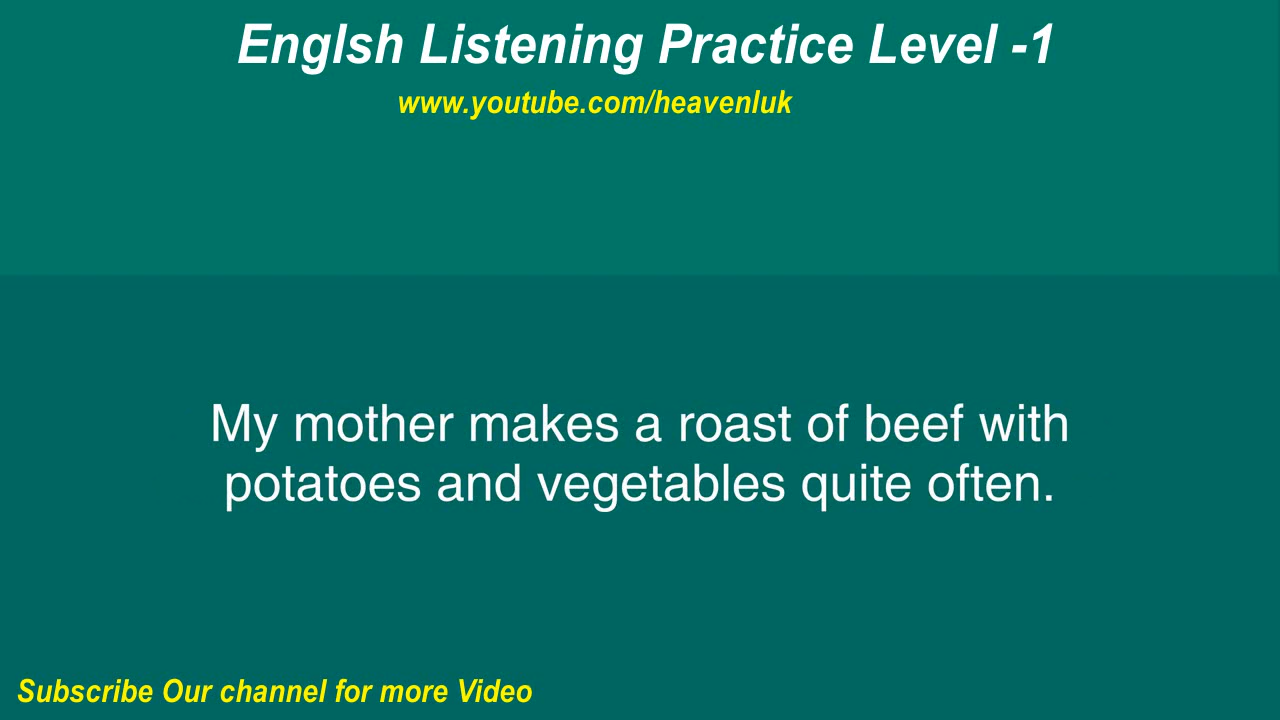 Englsh Listening Practice Level -1
www.youtube.com/heavenluk
My mother makes a roast of beef with
potatoes and vegetables quite often.
Subscribe Our channel for more Video